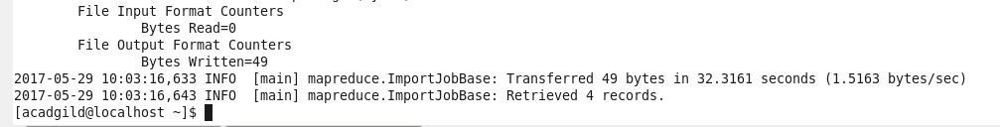 File Input Format Counters
Bytes Read=0
File Output Format Counters
Bytes Written=49
2017-05-29 10:03:16,633 INFO  [main] mapreduce.ImportJobBase: Transferred 49 bytes in 32.3161 seconds (1.5163 bytes/sec)
2017-05-29 10:03:16,643 INFO  [main] mapreduce.ImportJobBase: Retrieved 4 records.
[acadgild@localhost ~]$